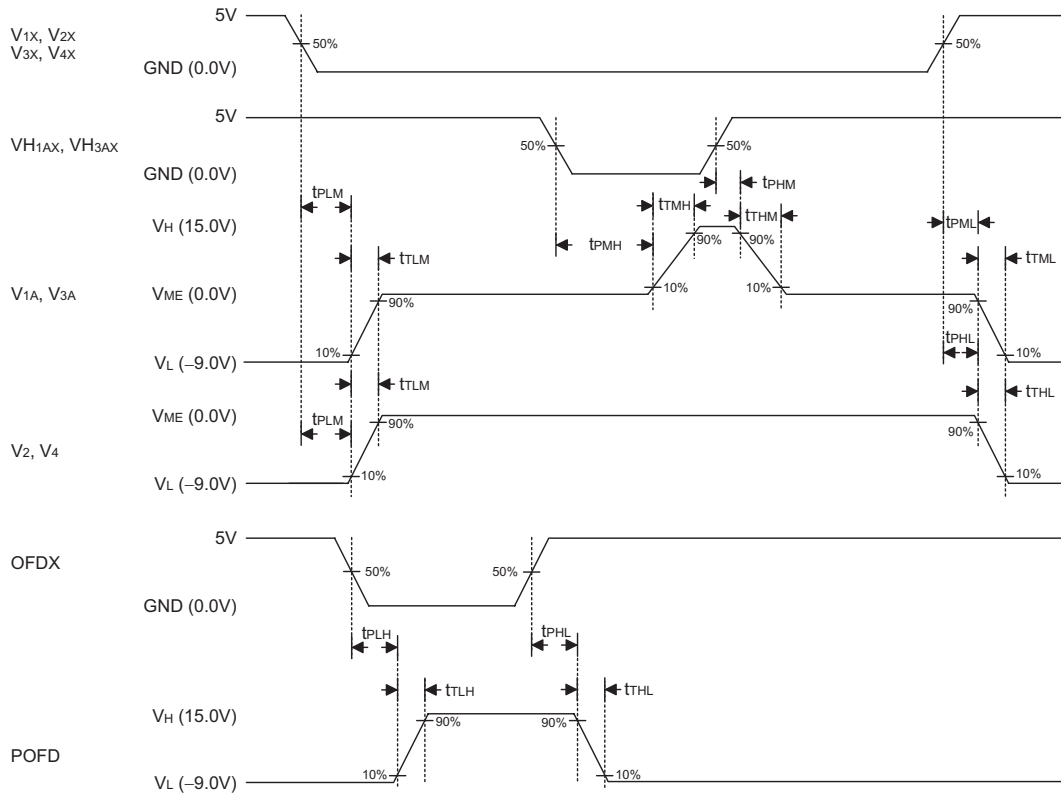 5V
V1X, V2X
V3X, V4X
50%
50%
GND (0.0V)
5V
VH1AX, VH3AX
50%
50%
GND (0.0V)
tPLM
tPHM
tTMH
tTHM
VH (15.0V)
tPML
90%
90%
tPMH
tTLM
tTML
V1A, V3A
VME (0.0V)
10%
10%
90%
90%
tPHL
10%
10%
VL (−9.0V)
tTLM
tTHL
VME (0.0V)
tPLM
90%
90%
V2, V4
10%
10%
VL (−9.0V)
5V
OFDX
50%
50%
GND (0.0V)
tPLH
tPHL
tTLH
tTHL
VH (15.0V)
90%
90%
POFD
10%
10%
VL (−9.0V)